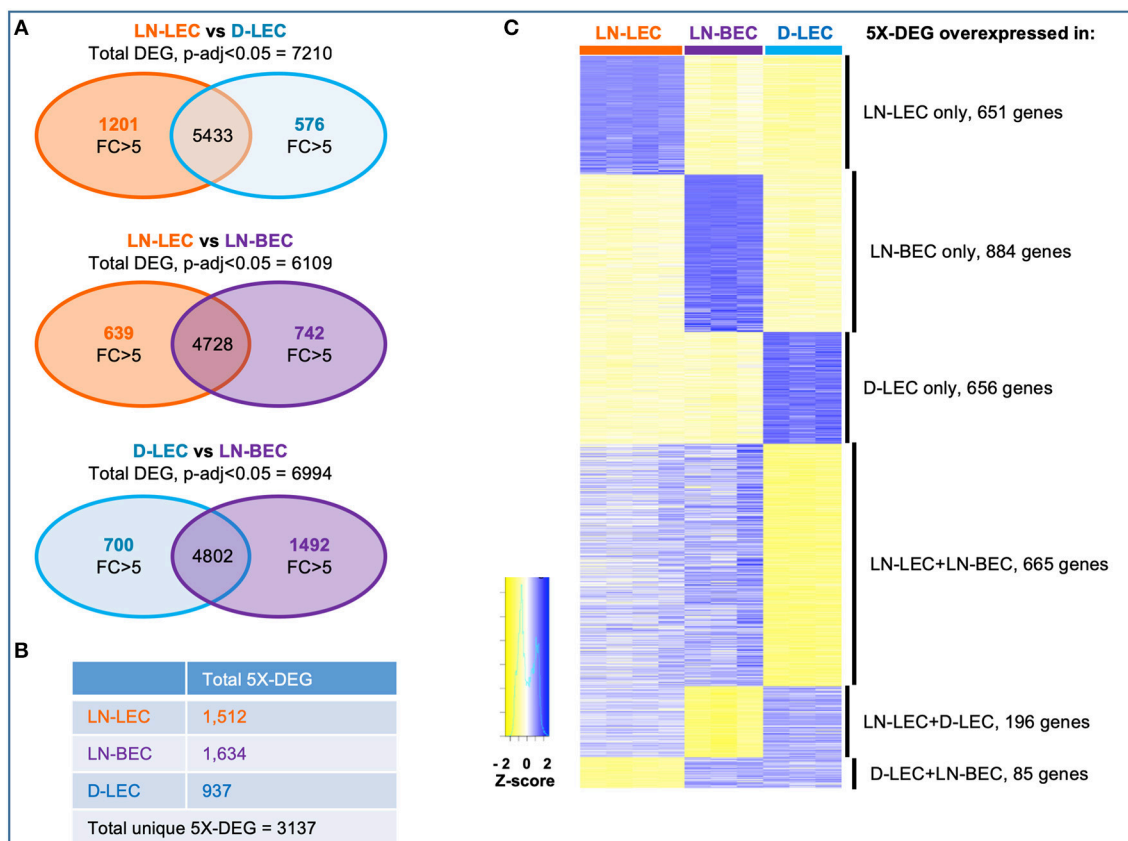 A
LN-LEC vs D-LEC
Total DEG, p-adj<0.05 = 7210
1201
FC>5
5433
576
FC>5
LN-LEC vs LN-BEC
Total DEG, p-adj<0.05 = 6109
639
FC>5
4728
742
FC>5
D-LEC vs LN-BEC
Total DEG, p-adj<0.05 = 6994
700
FC>5
4802
1492
FC>5
B
Total 5X-DEG
LN-LEC 1,512
LN-BEC 1,634
D-LEC 937
Total unique 5X-DEG = 3137
C
LN-LEC LN-BEC D-LEC 5X-DEG overexpressed in:
LN-LEC only, 651 genes
LN-BEC only, 884 genes
D-LEC only, 656 genes
LN-LEC+LN-BEC, 665 genes
LN-LEC+D-LEC, 196 genes
D-LEC+LN-BEC, 85 genes
- 2 0 2
Z-score